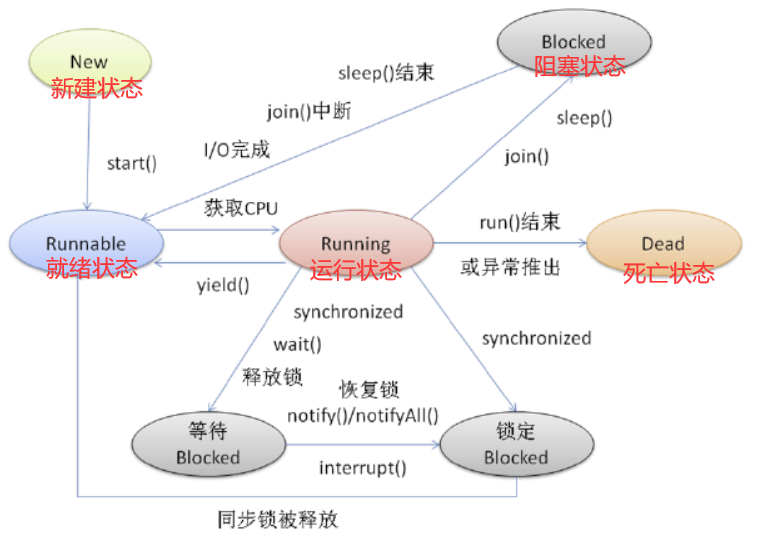 New
新建状态
Blocked
阻塞状态
sleep()结束
join()中断
I/O完成
sleep()
join()
start()
获取CPU
Runnable
就绪状态
Running
运行状态
run()结束
或异常推出
Dead
死亡状态
yield()
synchronized
wait()
释放锁
synchronized
恢复锁
notify()/notifyAll()
interrupt()
等待
Blocked
锁定
Blocked
同步锁被释放